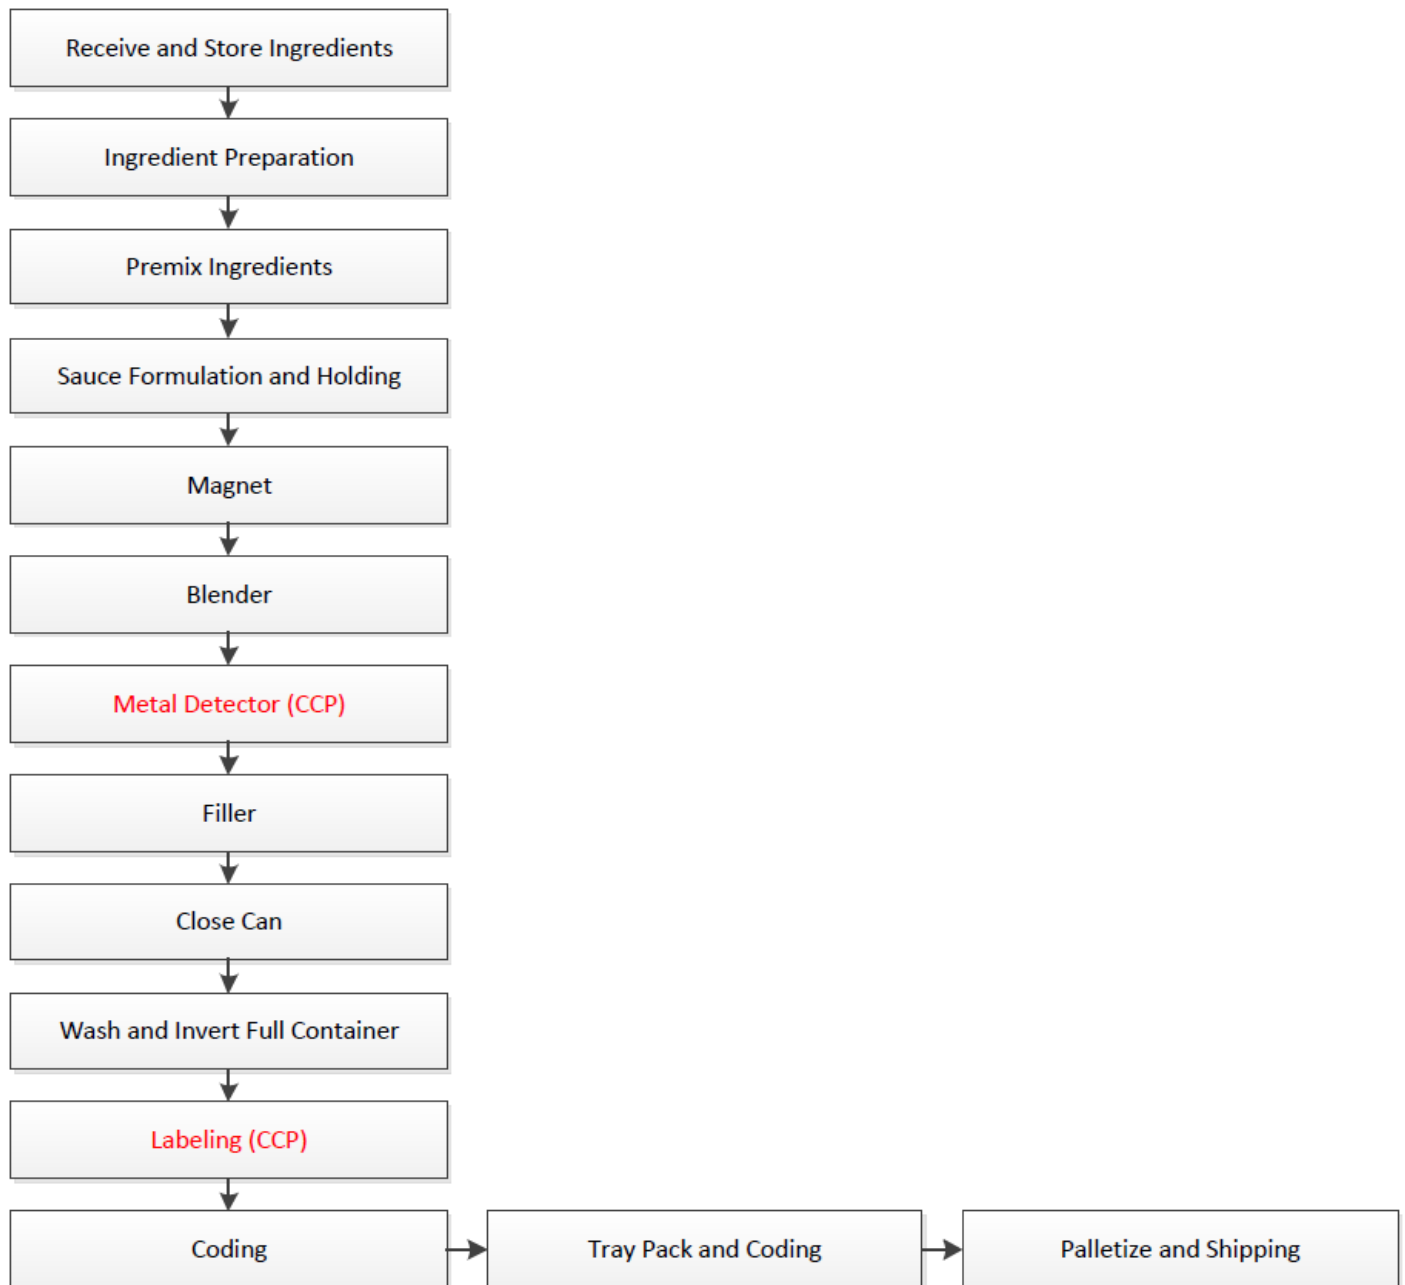 Receive and Store Ingredients
Ingredient Preparation
Premix Ingredients
Sauce Formulation and Holding
Magnet
Blender
Metal Detector (CCP)
Filler
Close Can
Wash and Invert Full Container
Labeling (CCP)
Coding
Tray Pack and Coding
Palletize and Shipping